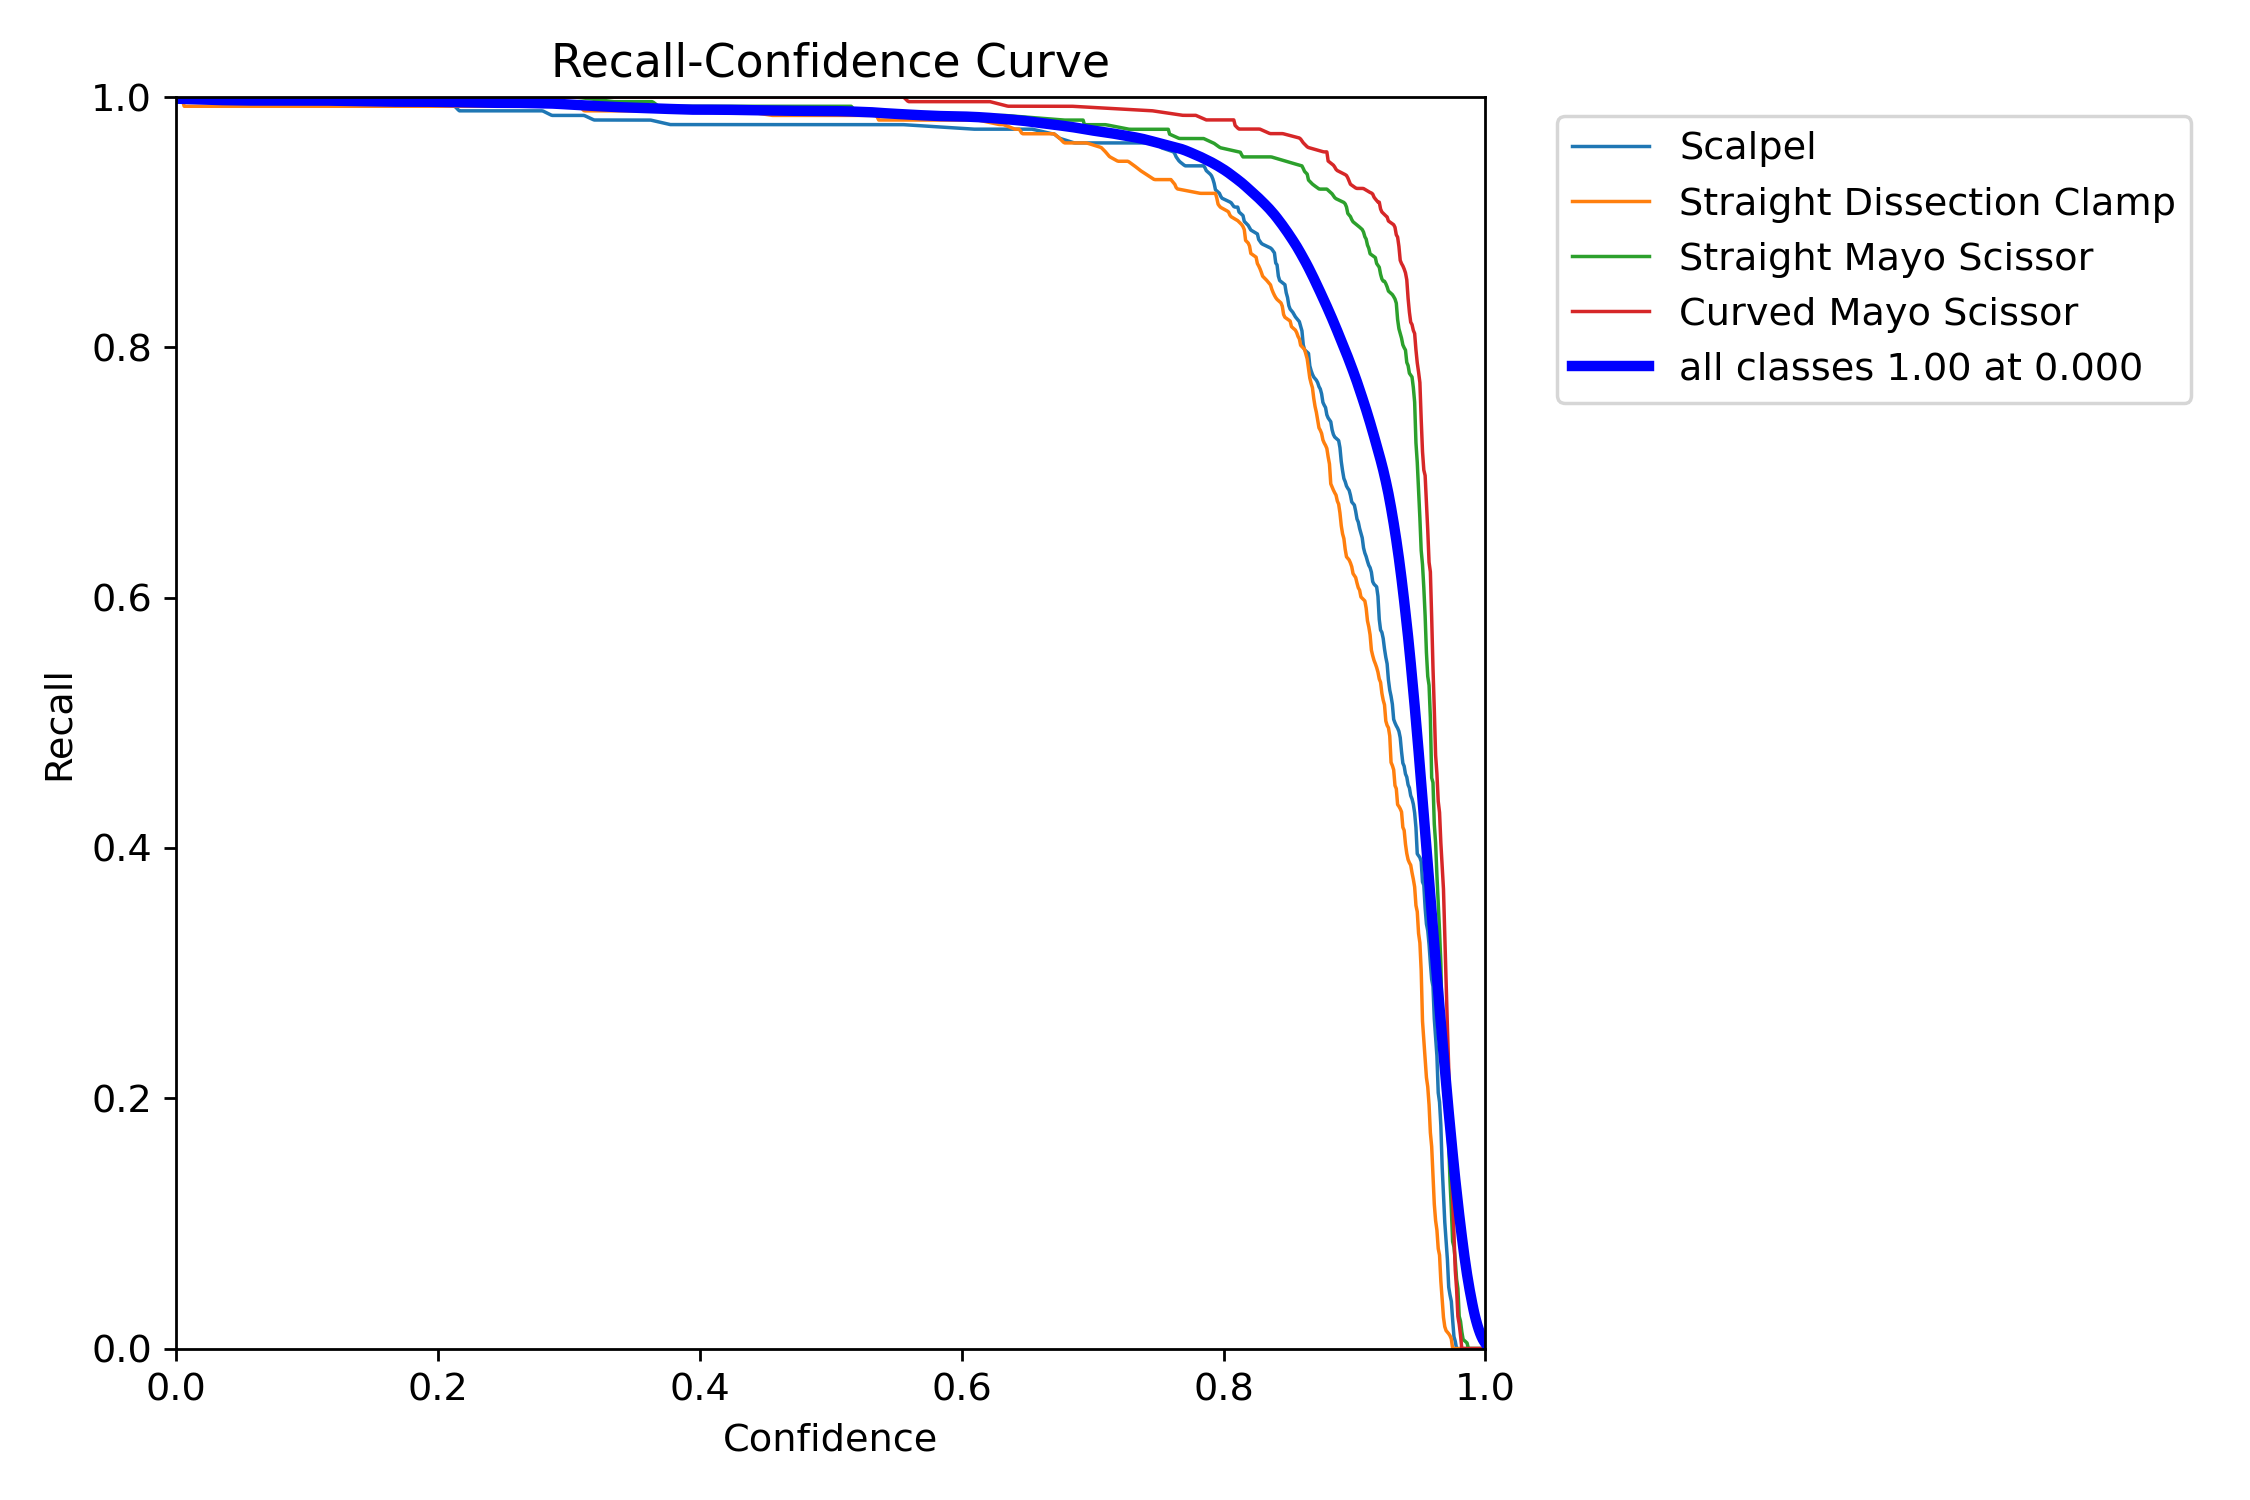 Recall-Confidence Curve
1.0
0.8
0.6
0.4
0.2
0.0
Recall
0.0 0.2 0.4 0.6 0.8 1.0
Confidence
Scalpel
Straight Dissection Clamp
Straight Mayo Scissor
Curved Mayo Scissor
all classes 1.00 at 0.000